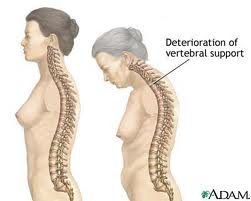 Deterioration of
vertebral support
ADAM.